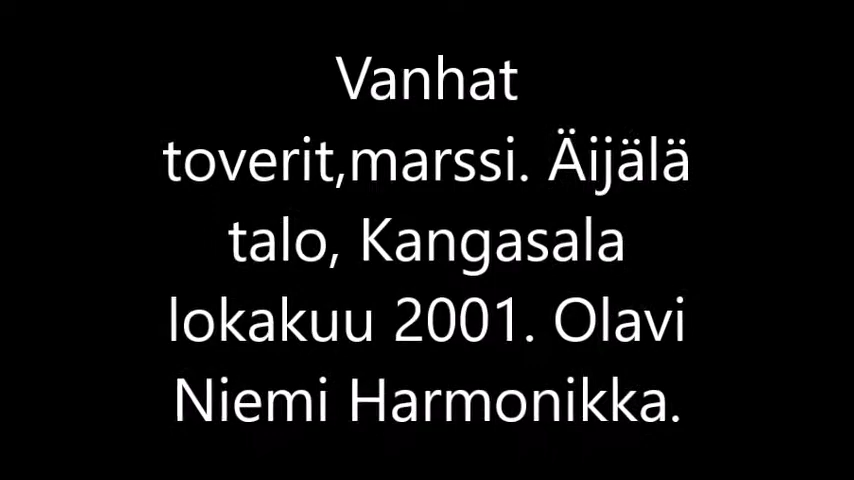 Vanhat
toverit,marssi. Äijälä
talo, Kangasala
lokakuu 2001. Olavi
Niemi Harmonikka.